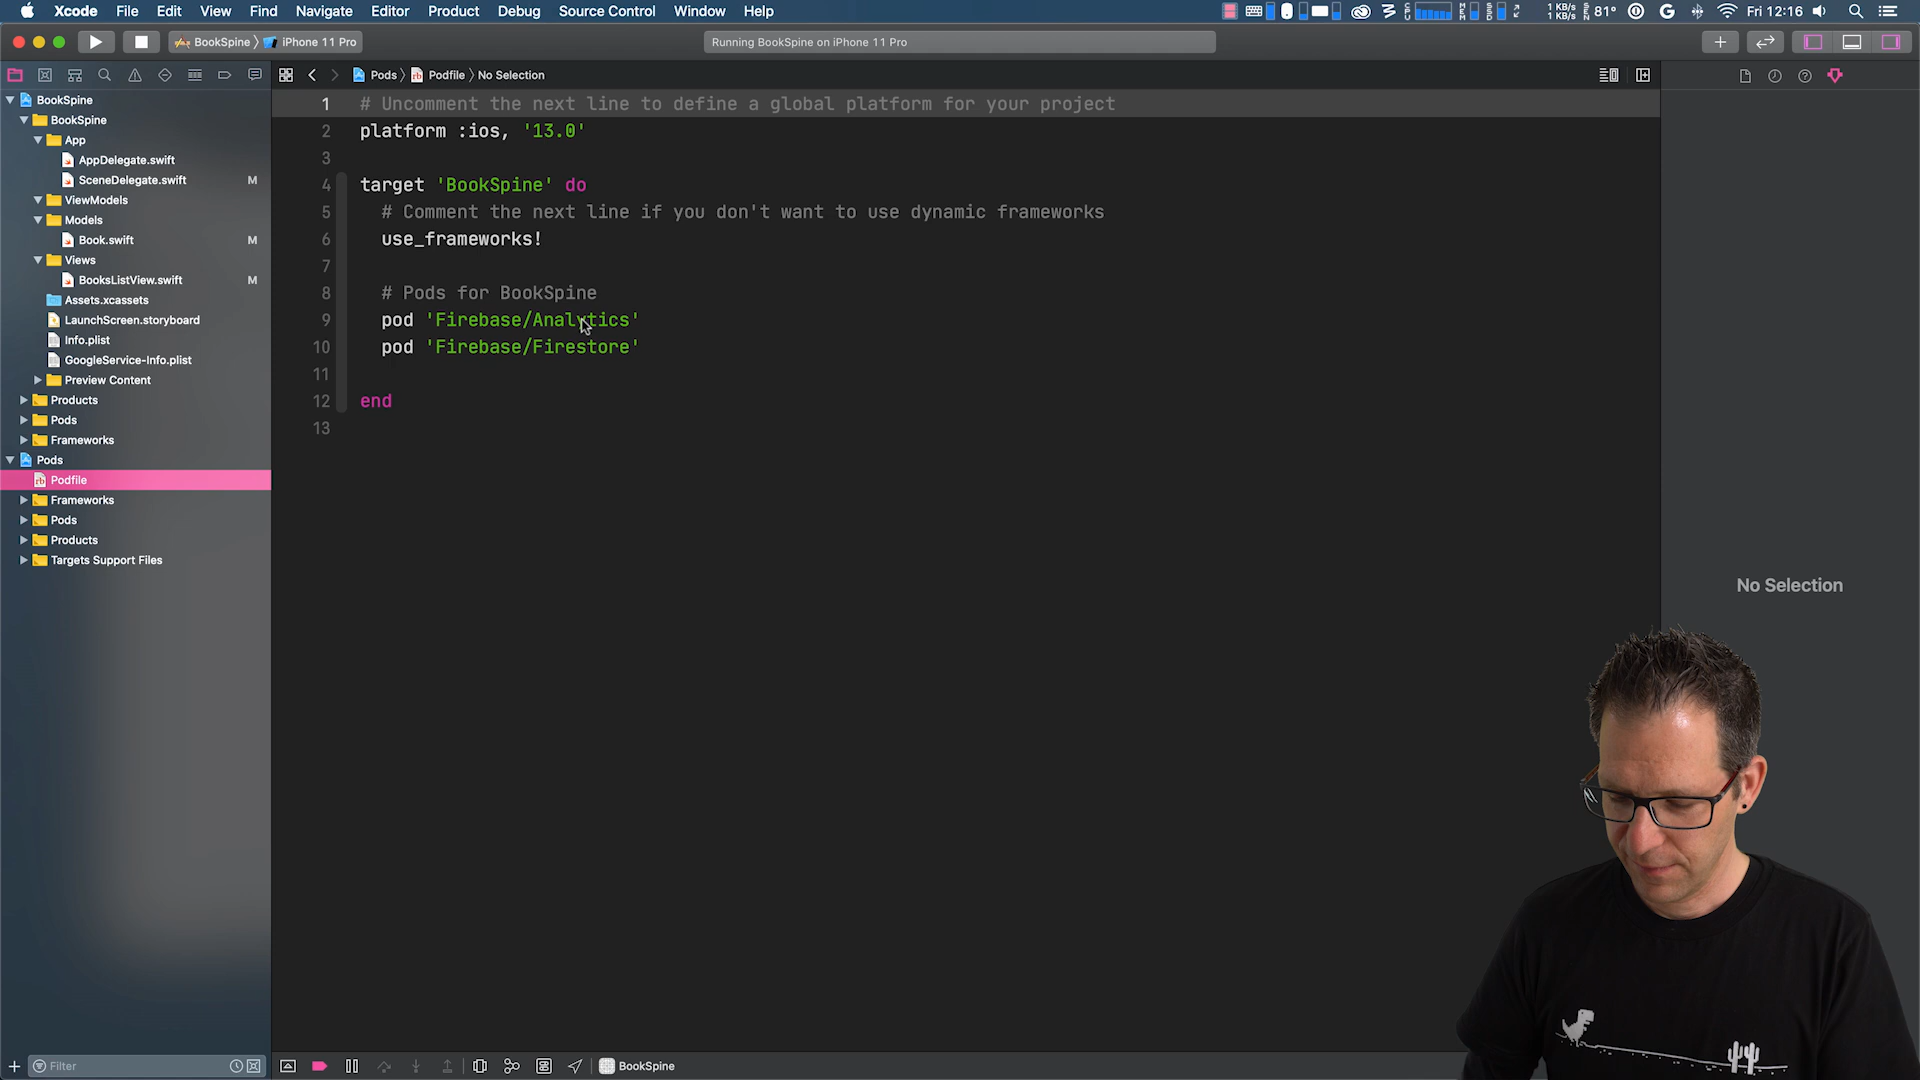 Xcode File Edit View Find Navigate Editor Product Debug Source Control Window Help
1 KB/s 1 KB/s 81° Fri 12:16
BookSpine iPhone 11 Pro
Running BookSpine on iPhone 11 Pro
Pods Podfile No Selection
BookSpine
BookSpine
App
AppDelegate.swift
SceneDelegate.swift M
ViewModels
Models
Book.swift M
Views
BooksListView.swift M
Assets.xcassets
LaunchScreen.storyboard
Info.plist
GoogleService-Info.plist
Preview Content
Products
Pods
Frameworks
Pods
Podfile
Frameworks
Pods
Products
Targets Support Files
1 # Uncomment the next line to define a global platform for your project
2 platform :ios, '13.0'
3
4 target 'BookSpine' do
5 # Comment the next line if you don't want to use dynamic frameworks
6 use_frameworks!
7
8 # Pods for BookSpine
9 pod 'Firebase/Analytics'
10 pod 'Firebase/Firestore'
11
12 end
13
No Selection
Filter
BookSpine